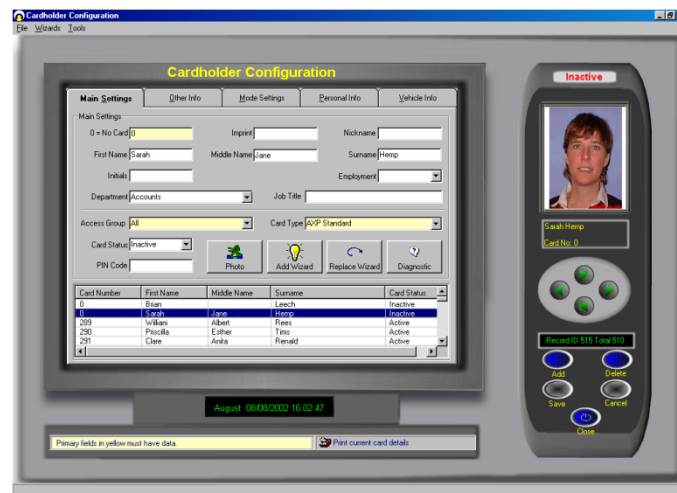 Cardholder Configuration
File Wizards Tools
Cardholder Configuration
Inactive
Main Settings Other Info Mode Settings Personal Info Vehicle Info
Main Settings
0 = No Card 0 Imprint Nickname
First Name Sarah Middle Name Jane Surname Hemp
Initials Employment
Department Accounts Job Title
Access Group All Card Type AXP Standard
Card Status Inactive
PIN Code
Photo Add Wizard Replace Wizard Diagnostic
Card Number First Name Middle Name Surname Card Status
0 Brian Leech Inactive
0 Sarah Jane Hemp Inactive
289 William Albert Rees Active
290 Priscilla Esther Tims Active
291 Clare Anita Renald Active
Sarah Hemp
Card No: 0
Record ID 515 Total 510
Add Delete
Save Cancel
Close
August 08/08/2002 16:02:47
Primary fields in yellow must have data.
Print current card details